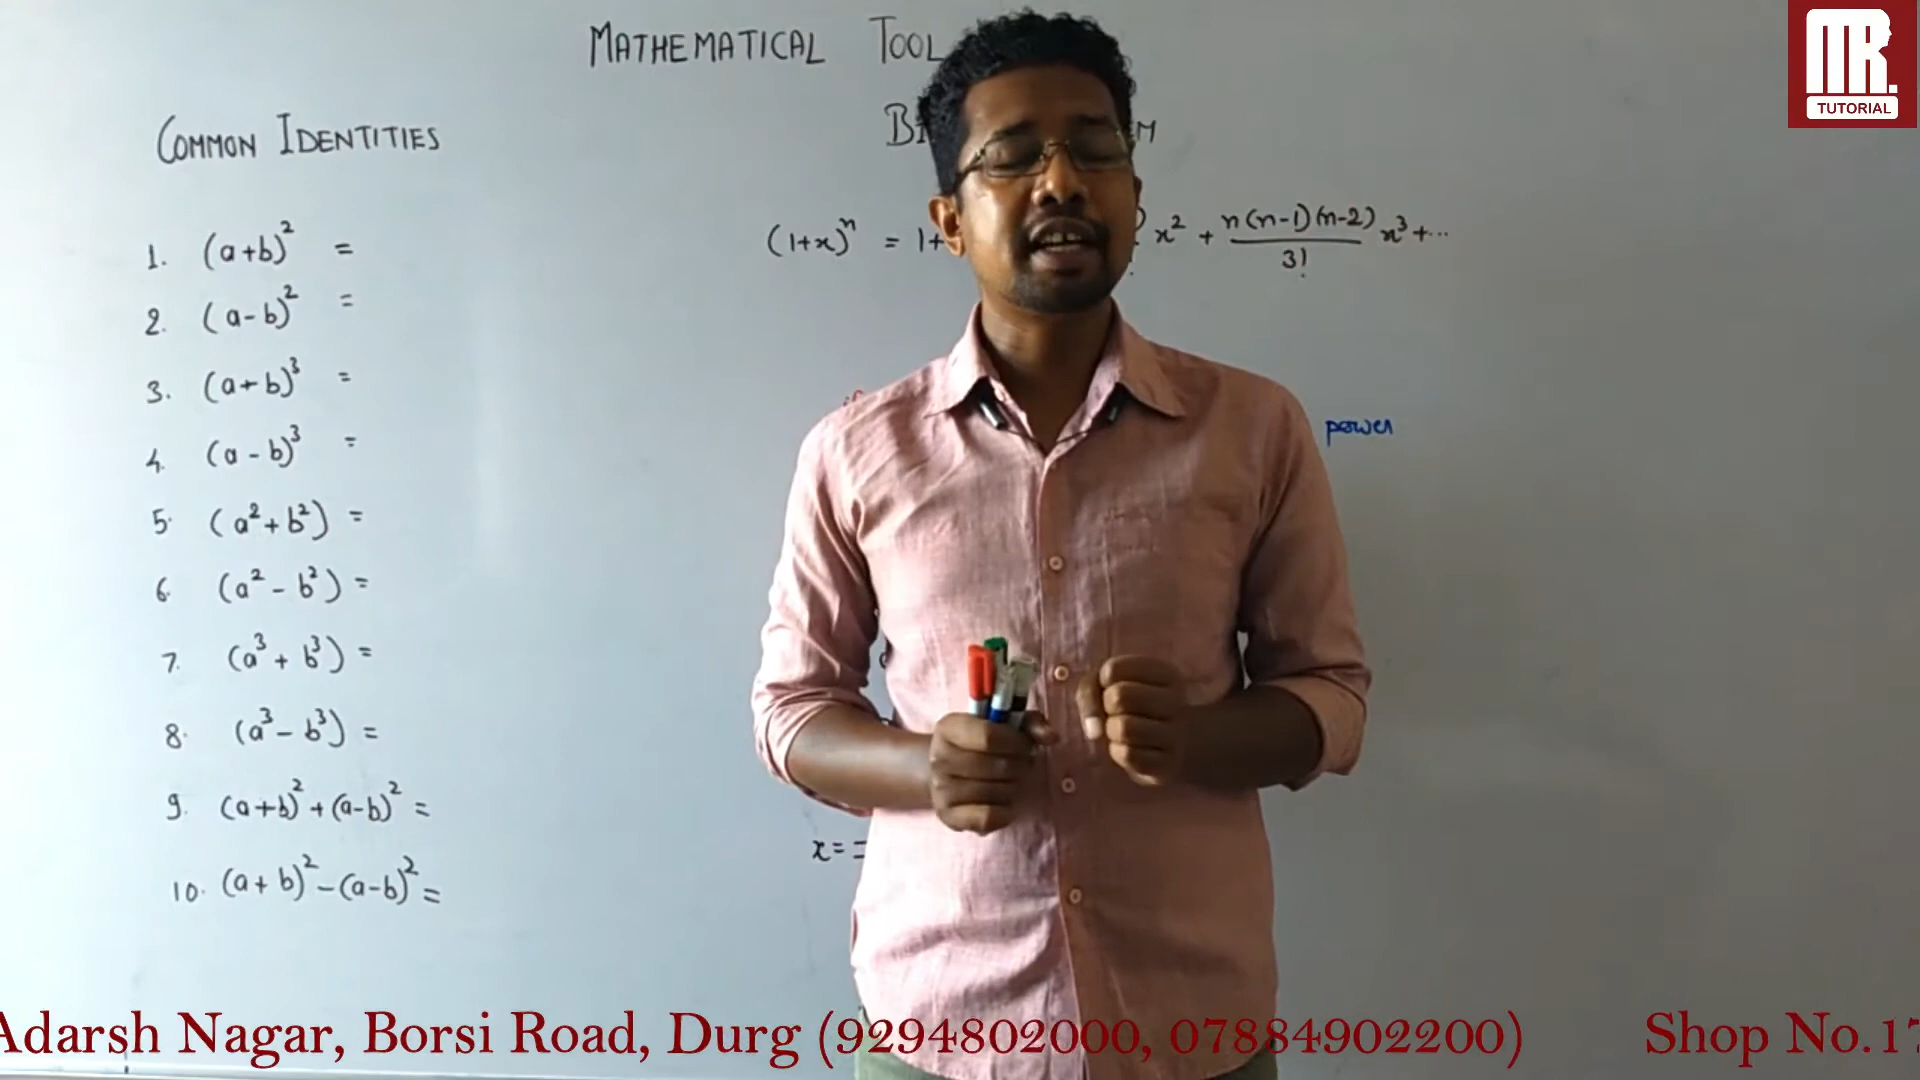 MATHEMATICAL TOOL
COMMON IDENTITIES
1. (a+b)² =
2. (a-b)² =
3. (a+b)³ =
4. (a-b)³ =
5. (a²+b²) =
6. (a²-b²) =
7. (a³+b³) =
8. (a³-b³) =
9. (a+b)²+(a-b)² =
10. (a+b)²-(a-b)² =
(1+x)ⁿ = 1+ x² + n(n-1)(n-2)/3! x³+...
power
x =
MR.
TUTORIAL
Adarsh Nagar, Borsi Road, Durg (9294802000, 07884902200) Shop No.17